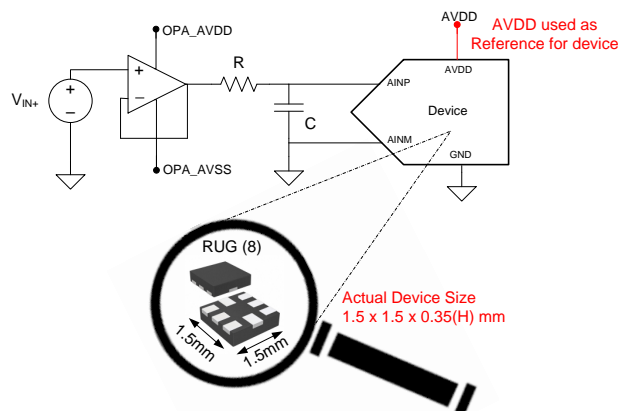 OPA_AVDD
AVDD
AVDD used as
Reference for device
R
+
+
AVDD
AINP
VIN+
−
−
Device
C
AINM
GND
OPA_AVSS
RUG (8)
Actual Device Size
1.5 x 1.5 x 0.35(H) mm
1.5mm
1.5mm